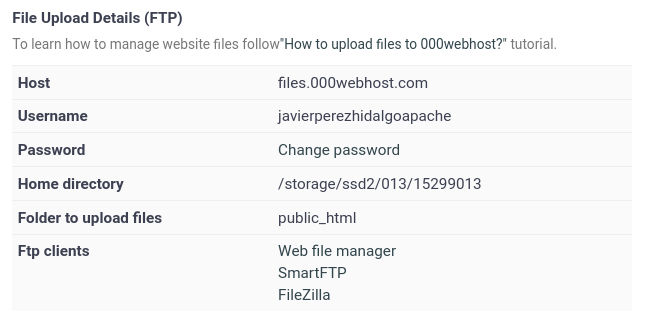 File Upload Details (FTP)
To learn how to manage website files follow"How to upload files to 000webhost?" tutorial.
Host files.000webhost.com
Username javierperezhidalgoapache
Password Change password
Home directory /storage/ssd2/013/15299013
Folder to upload files public_html
Ftp clients Web file manager
SmartFTP
FileZilla